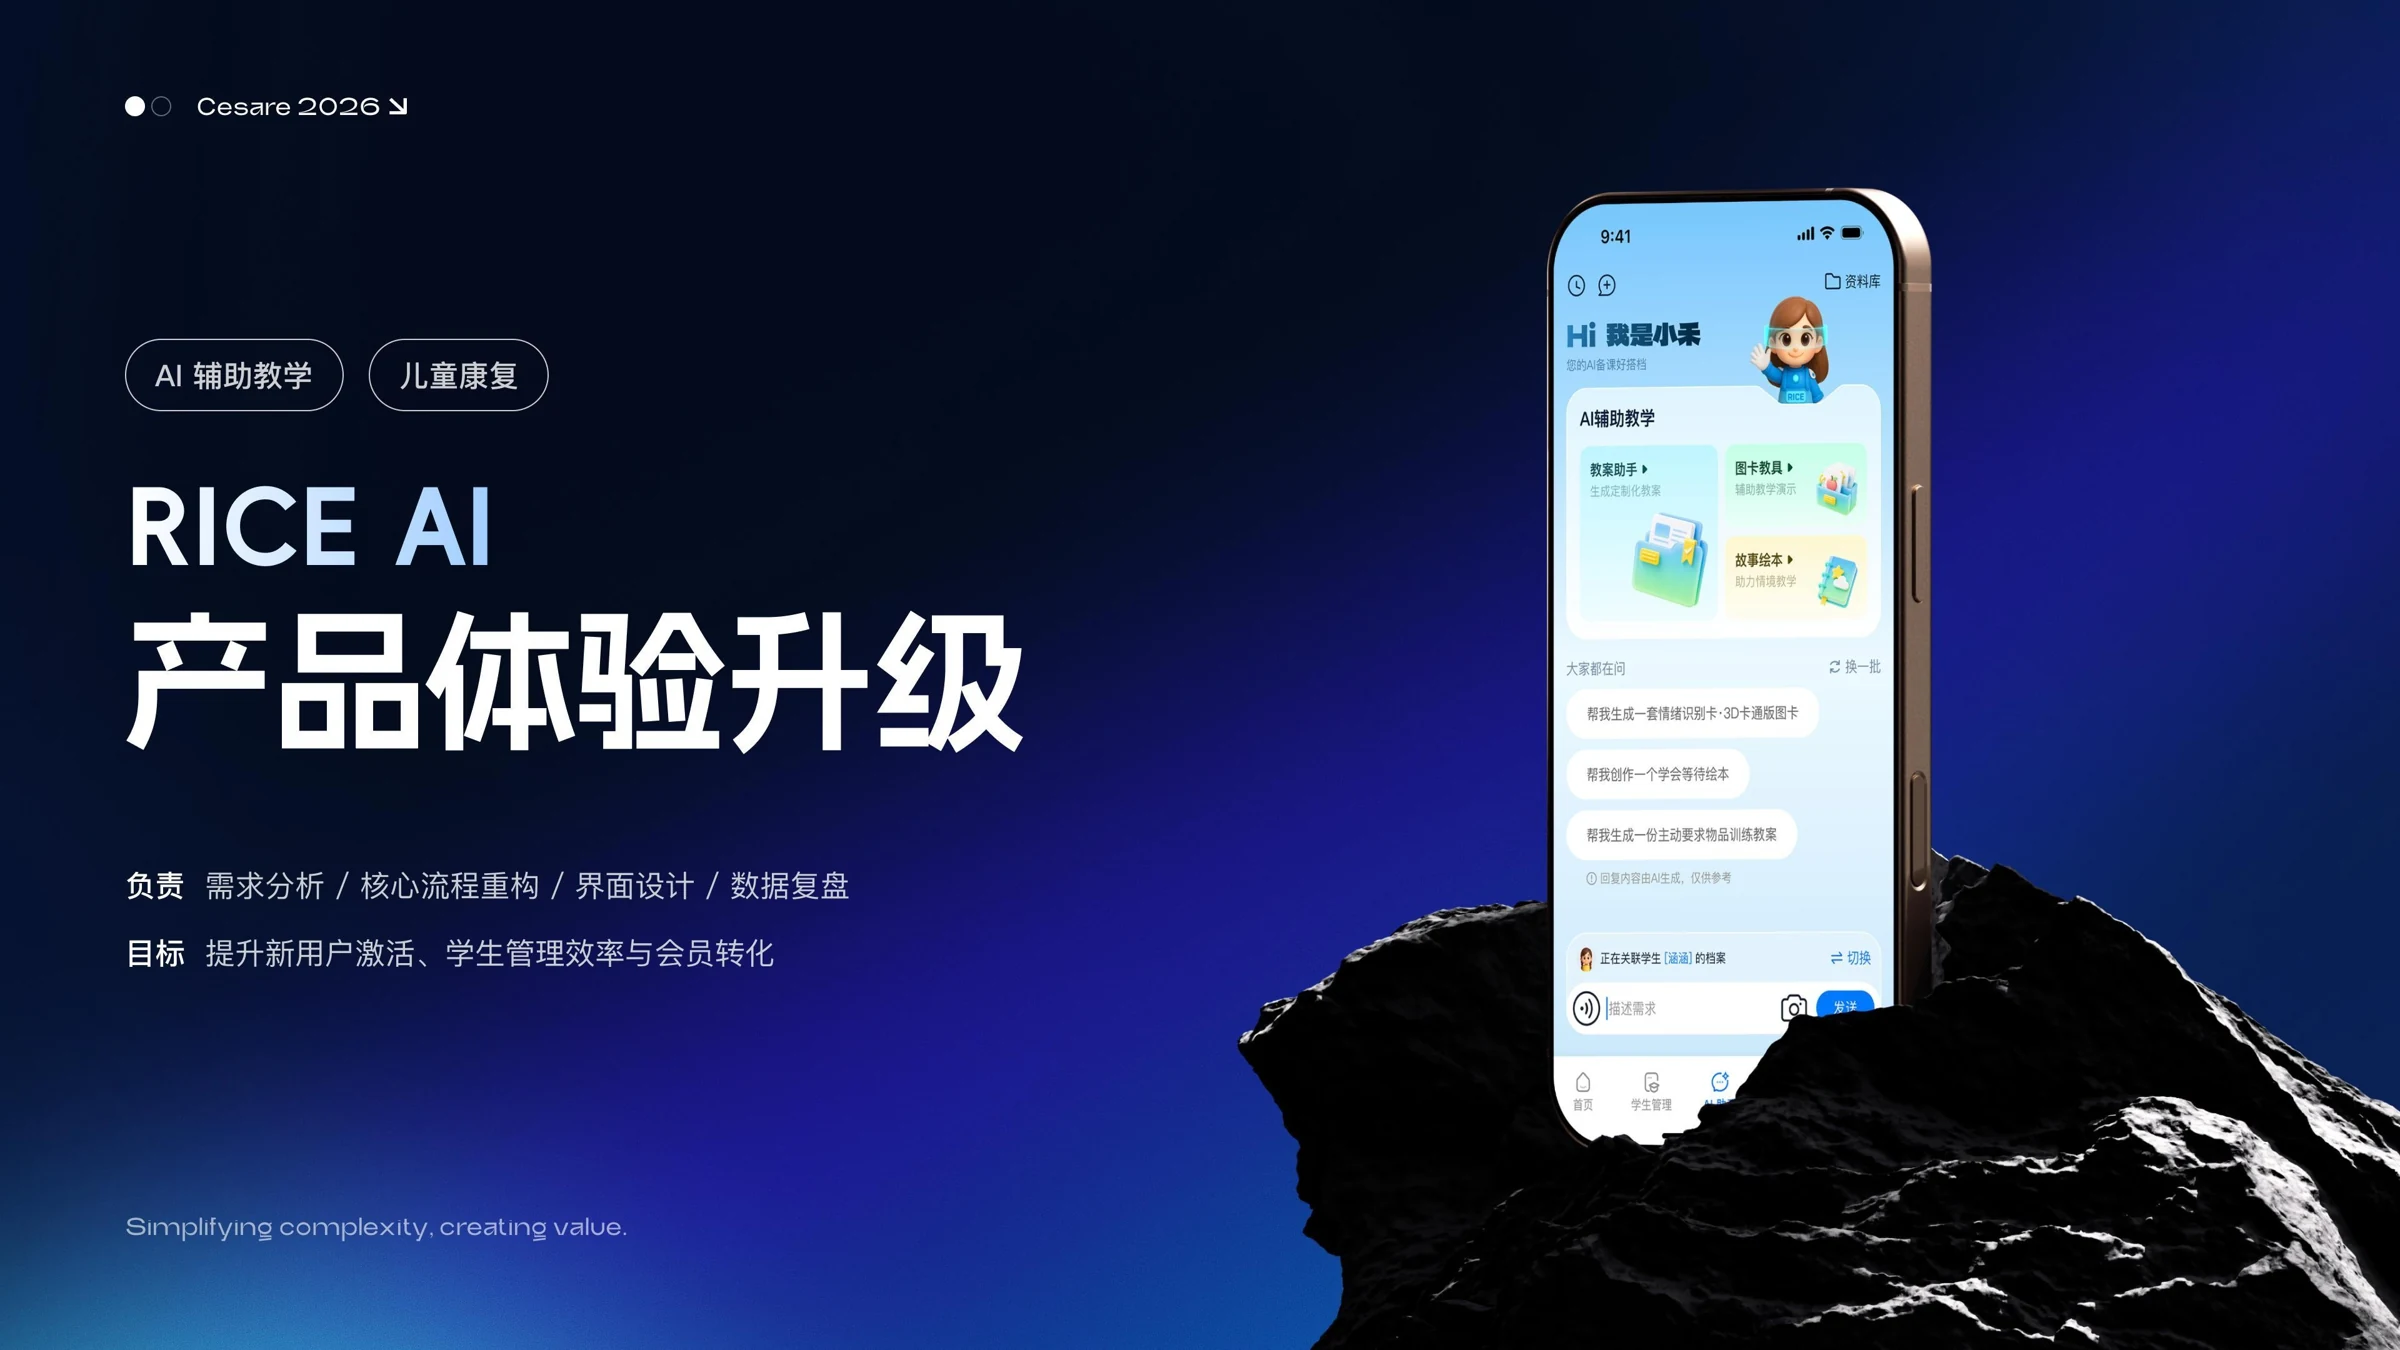 Cesare 2026
AI 辅助教学
儿童康复
RICE AI
产品体验升级
负责 需求分析 / 核心流程重构 / 界面设计 / 数据复盘
目标 提升新用户激活、学生管理效率与会员转化
Simplifying complexity, creating value.
9:41
资料库
Hi 我是小禾
您的AI备课好搭档
RICE
AI辅助教学
教案助手
生成定制化教案
图卡教具
辅助教学演示
故事绘本
助力情境教学
大家都在问
换一批
帮我生成一套情绪识别卡·3D卡通版图卡
帮我创作一个学会等待绘本
帮我生成一份主动要求物品训练教案
回复内容由AI生成，仅供参考
正在关联学生 [涵涵] 的档案
切换
描述需求
发送
首页
学生管理